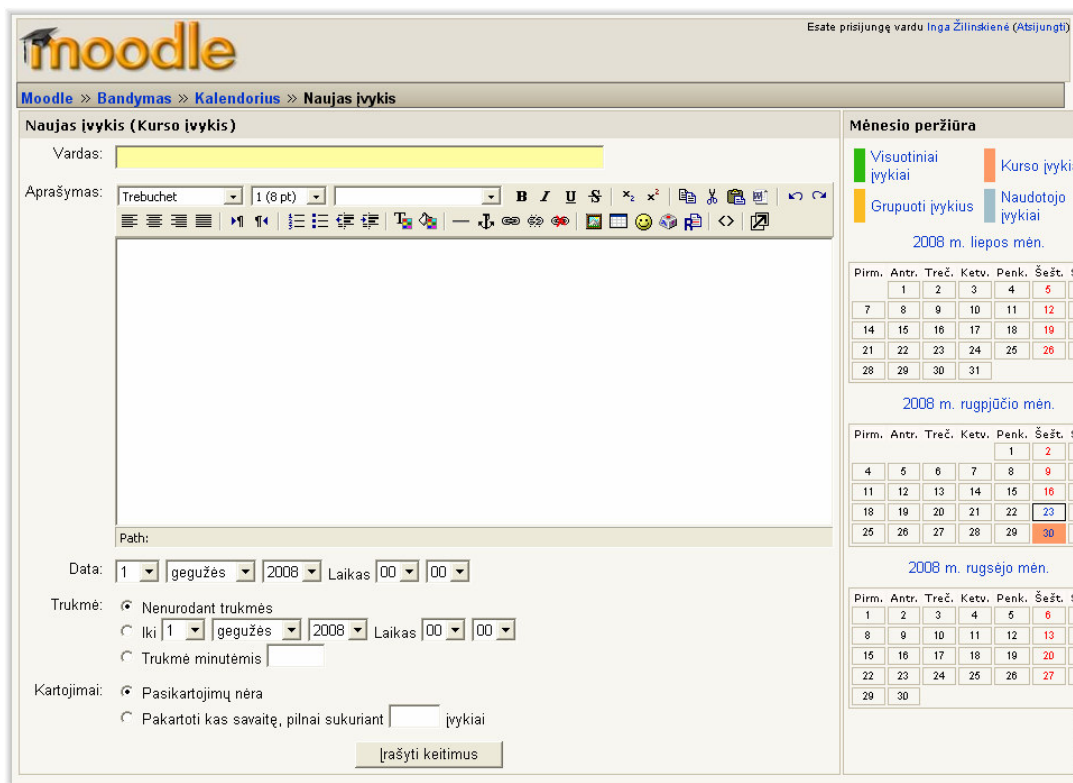 moodle
Esate prisijungę vardu Inga Žilinskienė (Atsijungti)
Moodle » Bandymas » Kalendorius » Naujas įvykis
Naujas įvykis (Kurso įvykis)
Vardas:
Aprašymas:
Trebuchet 1 (8 pt) B I U S x₂ x²
Path:
Data: 1 gegužės 2008 Laikas 00 00
Trukmė: Nenurodant trukmės
Iki 1 gegužės 2008 Laikas 00 00
Trukmė minutėmis
Kartojimai: Pasikartojimų nėra
Pakartoti kas savaitę, pilnai sukuriant įvykiai
Įrašyti keitimus
Mėnesio peržiūra
Visuotiniai įvykiai
Kurso įvykia
Grupuoti įvykius
Naudotojo įvykiai
2008 m. liepos mėn.
Pirm. Antr. Treč. Ketv. Penk. Šešt.
1 2 3 4 5
7 8 9 10 11 12
14 15 16 17 18 19
21 22 23 24 25 26
28 29 30 31
2008 m. rugpjūčio mėn.
Pirm. Antr. Treč. Ketv. Penk. Šešt.
1 2
4 5 6 7 8 9
11 12 13 14 15 16
18 19 20 21 22 23
25 26 27 28 29 30
2008 m. rugsėjo mėn.
Pirm. Antr. Treč. Ketv. Penk. Šešt.
1 2 3 4 5 6
8 9 10 11 12 13
15 16 17 18 19 20
22 23 24 25 26 27
29 30